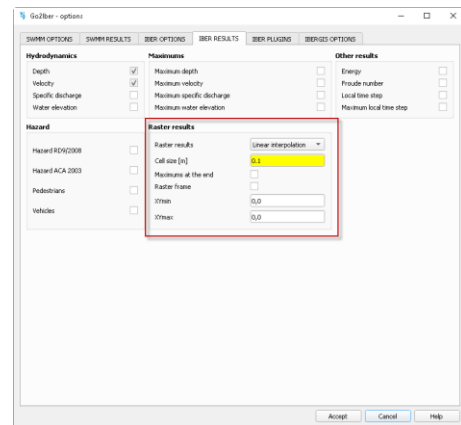 Go2Iber - options
SWMM OPTIONS SWMM RESULTS IBER OPTIONS IBER RESULTS IBER PLUGINS IBERGIS OPTIONS
Hydrodynamics
Depth
Velocity
Specific discharge
Water elevation
Maximums
Maximum depth
Maximum velocity
Maximum specific discharge
Maximum water elevation
Other results
Energy
Froude number
Local time step
Maximum local time step
Hazard
Hazard RD9/2008
Hazard ACA 2003
Pedestrians
Vehicles
Raster results
Raster results Linear interpolation
Cell size [m] 0.1
Maximums at the end
Raster frame
XYmin 0,0
XYmax 0,0
Accept Cancel Help